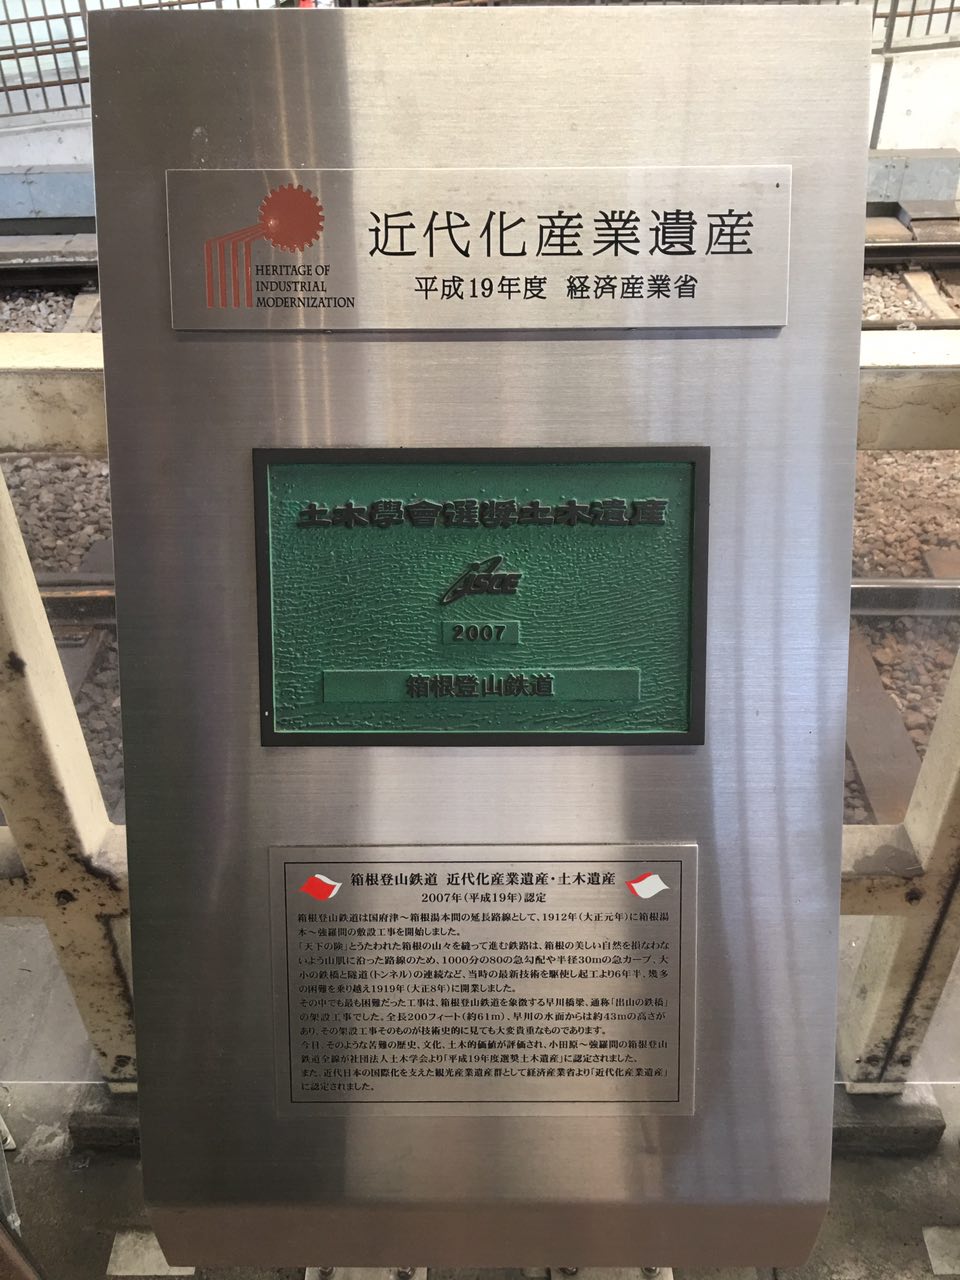 近代化産業遺産
平成19年度 経済産業省
HERITAGE OF
INDUSTRIAL
MODERNIZATION
土木學會選奬土木遺産
JSCE
2007
箱根登山鉄道
箱根登山鉄道 近代化産業遺産・土木遺産
2007年(平成19年)認定
箱根登山鉄道は国府津～箱根湯本間の延長路線として、1912年(大正元年)に箱根湯
本～強羅間の敷設工事を開始しました。
「天下の険」とうたわれた箱根の山々を縫って進む鉄路は、箱根の美しい自然を損なわな
いよう山肌に沿った路線のため、1000分の80の急勾配や半径30mの急カーブ、大
小の鉄橋と隧道(トンネル)の連続など、当時の最新技術を駆使し起工より6年半、幾多
の困難を乗り越え1919年(大正8年)に開業しました。
その中でも最も困難だった工事は、箱根登山鉄道を象徴する早川橋梁、通称「出山の鉄橋」
の架設工事でした。全長200フィート(約61m)、早川の水面からは約43mの高さが
あり、その架設工事そのものが技術史的に見ても大変貴重なものであります。
今日、そのような苦難の歴史、文化、土木的価値が評価され、小田原～強羅間の箱根登山
鉄道全線が社団法人土木学会より「平成19年度選奨土木遺産」に認定されました。
また、近代日本の国際化を支えた観光産業遺産群として経済産業省より「近代化産業遺産」
に認定されました。